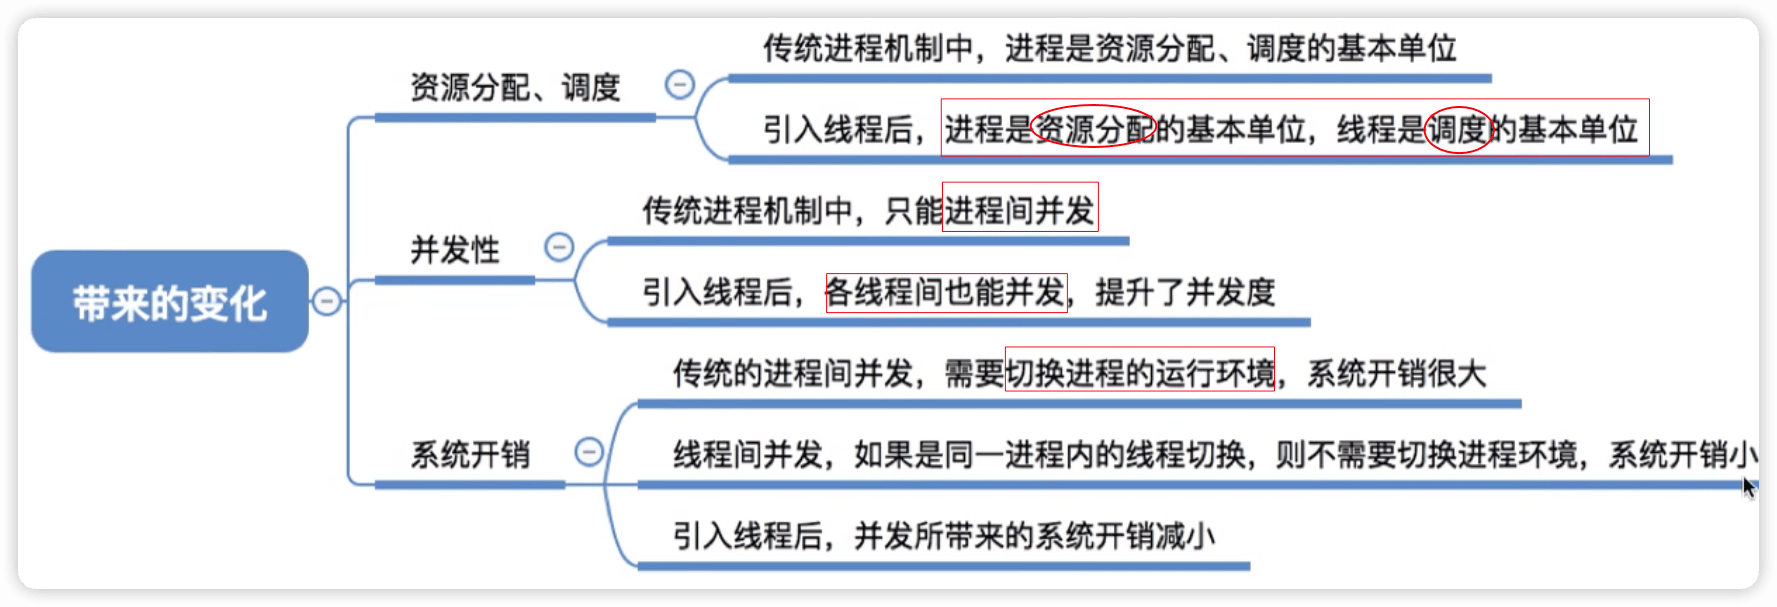 带来的变化
资源分配、调度
传统进程机制中，进程是资源分配、调度的基本单位
引入线程后，进程是资源分配的基本单位，线程是调度的基本单位
并发性
传统进程机制中，只能进程间并发
引入线程后，各线程间也能并发，提升了并发度
系统开销
传统的进程间并发，需要切换进程的运行环境，系统开销很大
线程间并发，如果是同一进程内的线程切换，则不需要切换进程环境，系统开销小
引入线程后，并发所带来的系统开销减小